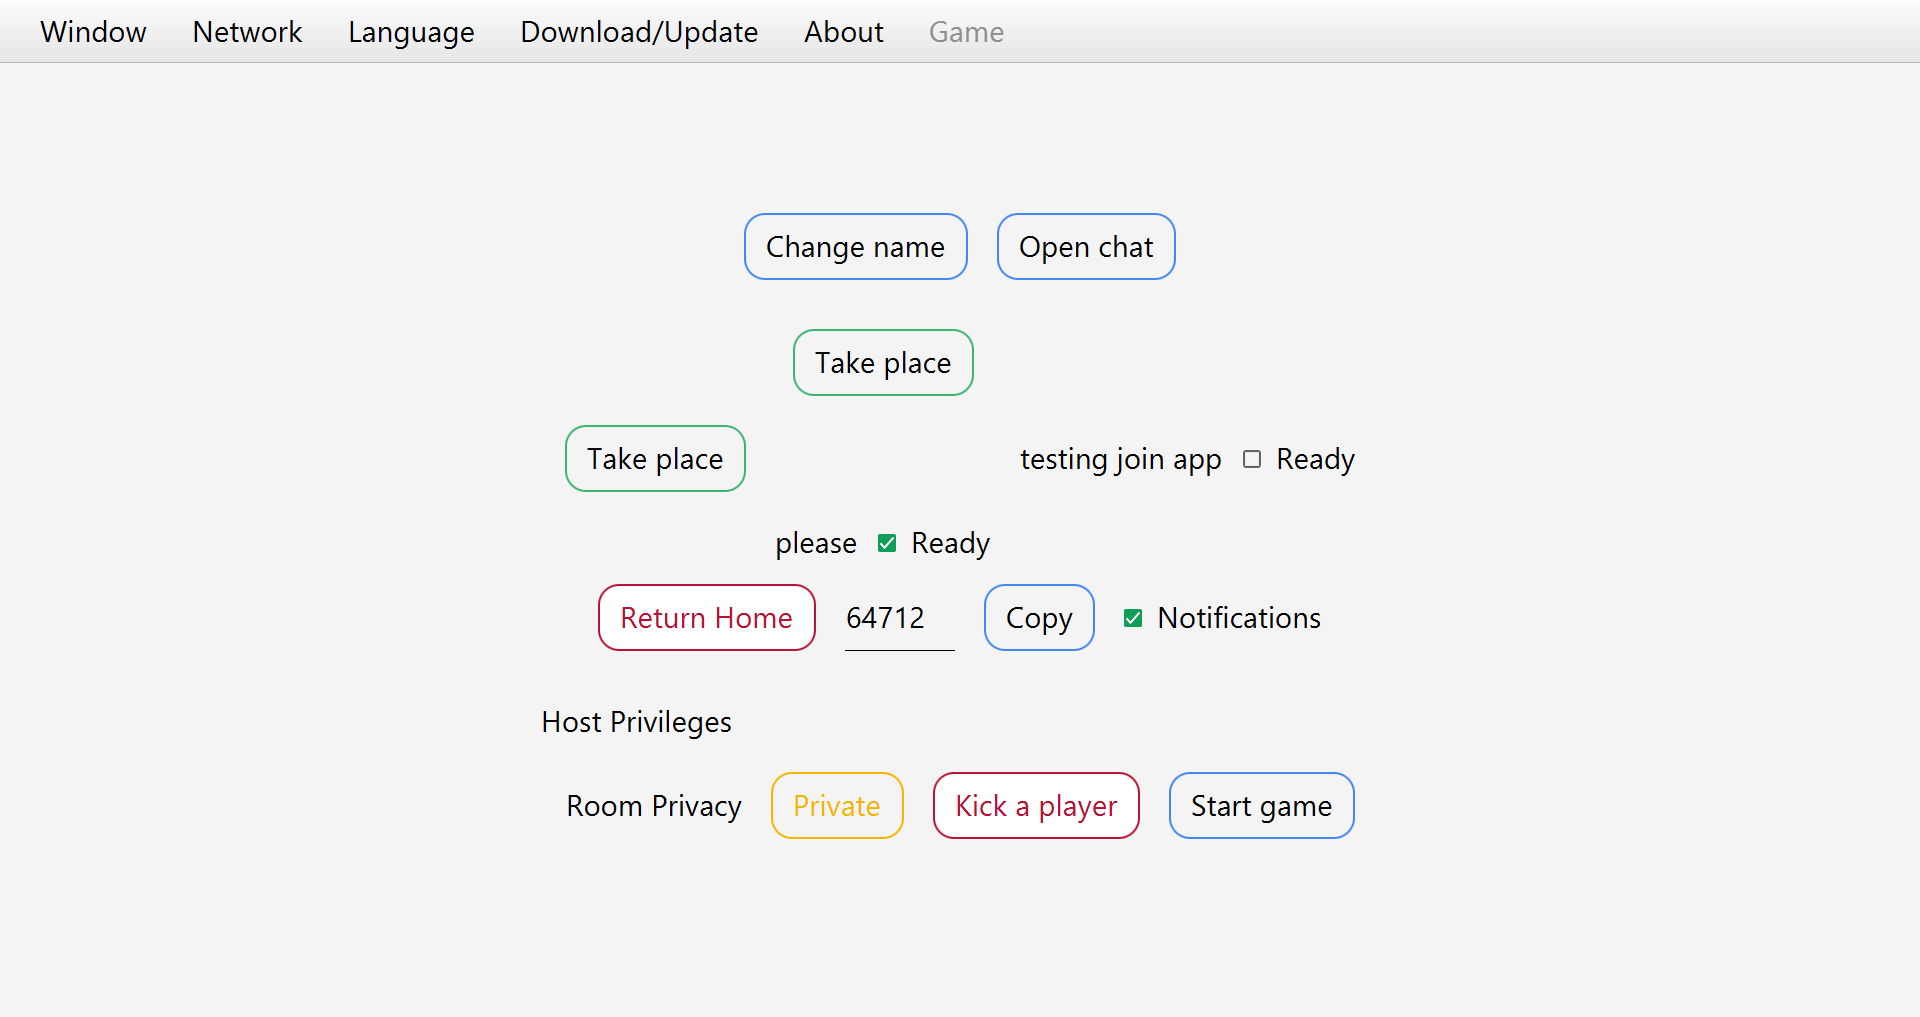 Window Network Language Download/Update About Game
Change name Open chat
Take place
Take place testing join app Ready
please Ready
Return Home 64712 Copy Notifications
Host Privileges
Room Privacy Private Kick a player Start game